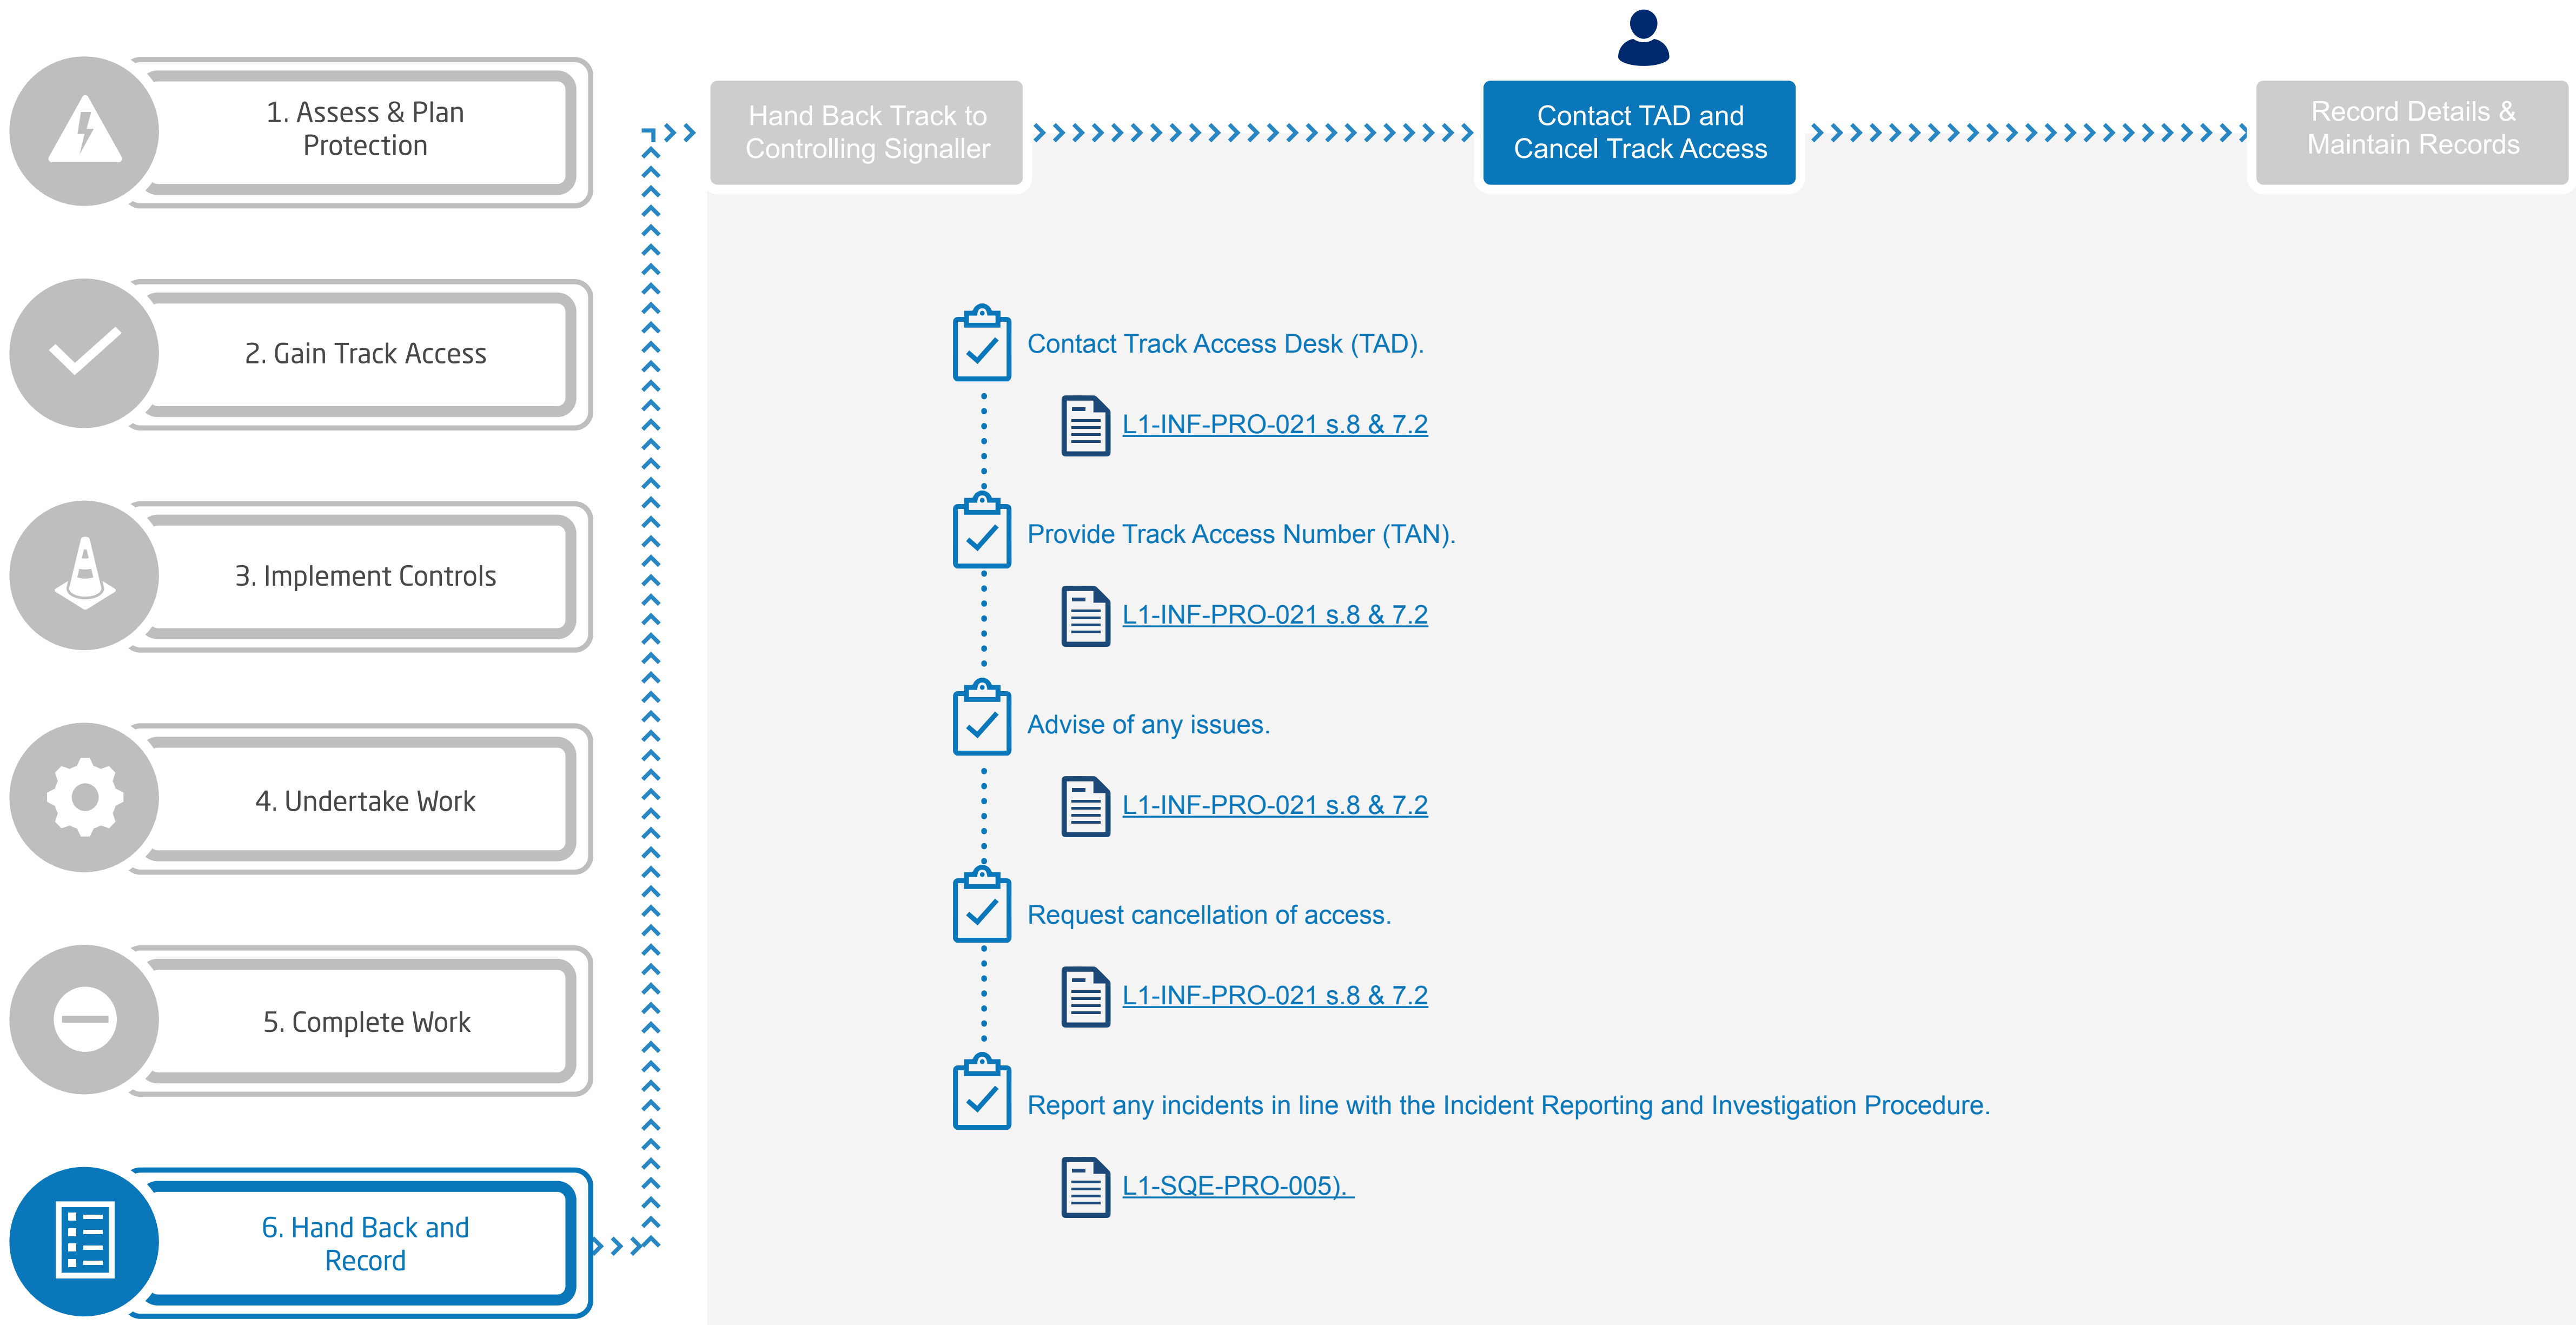 1. Assess & Plan
Protection
2. Gain Track Access
3. Implement Controls
4. Undertake Work
5. Complete Work
6. Hand Back and
Record
Hand Back Track to
Controlling Signaller
Contact TAD and
Cancel Track Access
Record Details &
Maintain Records
Contact Track Access Desk (TAD).
L1-INF-PRO-021 s.8 & 7.2
Provide Track Access Number (TAN).
L1-INF-PRO-021 s.8 & 7.2
Advise of any issues.
L1-INF-PRO-021 s.8 & 7.2
Request cancellation of access.
L1-INF-PRO-021 s.8 & 7.2
Report any incidents in line with the Incident Reporting and Investigation Procedure.
L1-SQE-PRO-005).